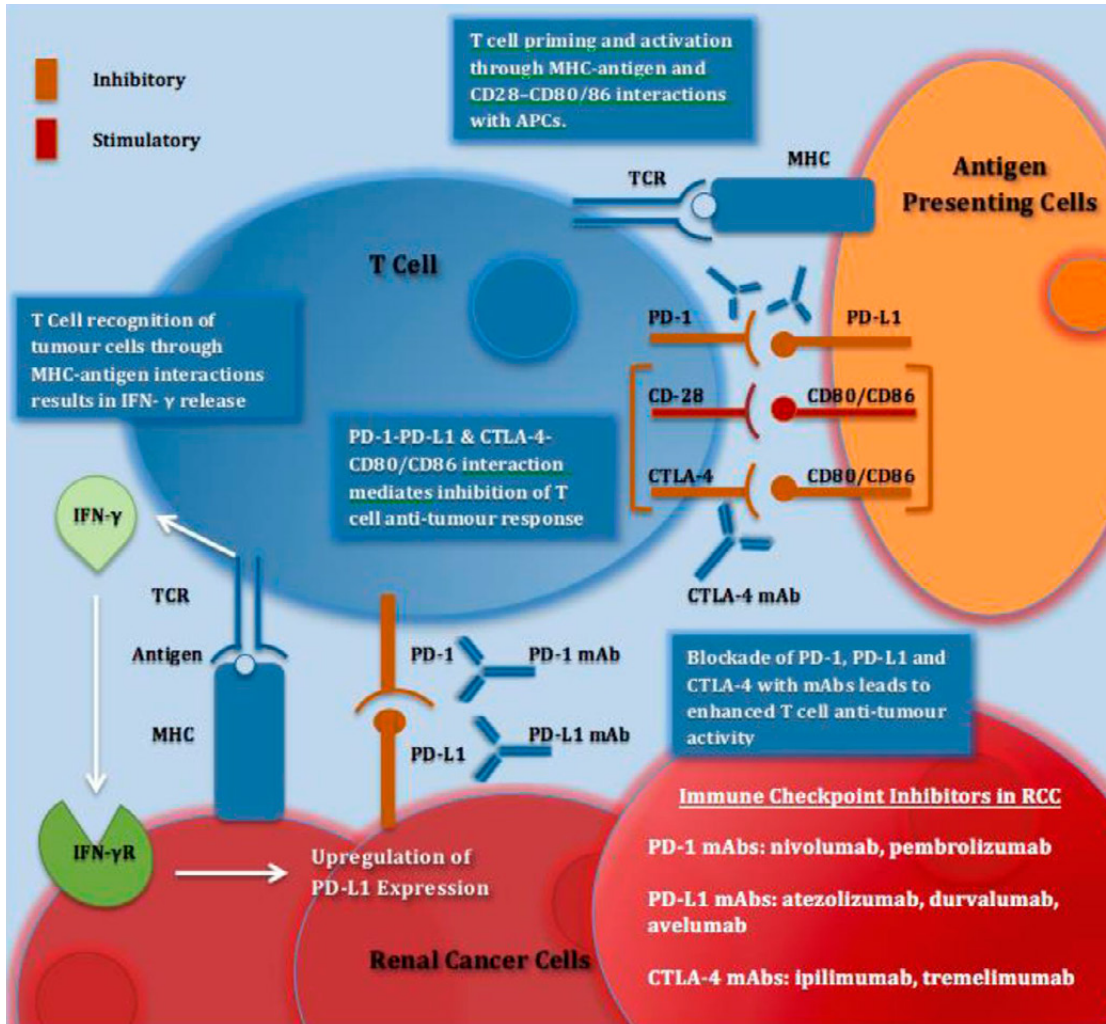 T cell priming and activation
through MHC-antigen and
CD28–CD80/86 interactions
with APCs.
Inhibitory
Stimulatory
TCR
MHC
Antigen
Presenting Cells
T Cell
T Cell recognition of
tumour cells through
MHC-antigen interactions
results in IFN- γ release
PD-1
PD-L1
CD-28
CD80/CD86
CTLA-4
CD80/CD86
PD-1-PD-L1 & CTLA-4-
CD80/CD86 interaction
mediates inhibition of T
cell anti-tumour response
CTLA-4 mAb
IFN-γ
TCR
Antigen
MHC
PD-1
PD-1 mAb
PD-L1
PD-L1 mAb
Blockade of PD-1, PD-L1 and
CTLA-4 with mAbs leads to
enhanced T cell anti-tumour
activity
IFN-γR
Upregulation of
PD-L1 Expression
Renal Cancer Cells
Immune Checkpoint Inhibitors in RCC
PD-1 mAbs: nivolumab, pembrolizumab
PD-L1 mAbs: atezolizumab, durvalumab,
avelumab
CTLA-4 mAbs: ipilimumab, tremelimumab